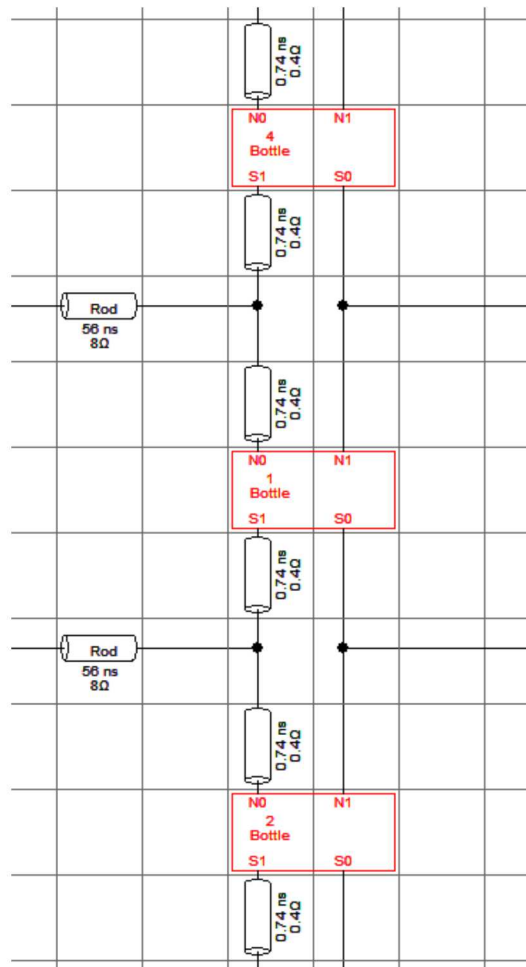 0.74 ns
0.4Ω
N0 N1
4
Bottle
S1 S0
0.74 ns
0.4Ω
Rod
56 ns
8Ω
0.74 ns
0.4Ω
N0 N1
1
Bottle
S1 S0
0.74 ns
0.4Ω
Rod
56 ns
8Ω
0.74 ns
0.4Ω
N0 N1
2
Bottle
S1 S0
0.74 ns
0.4Ω